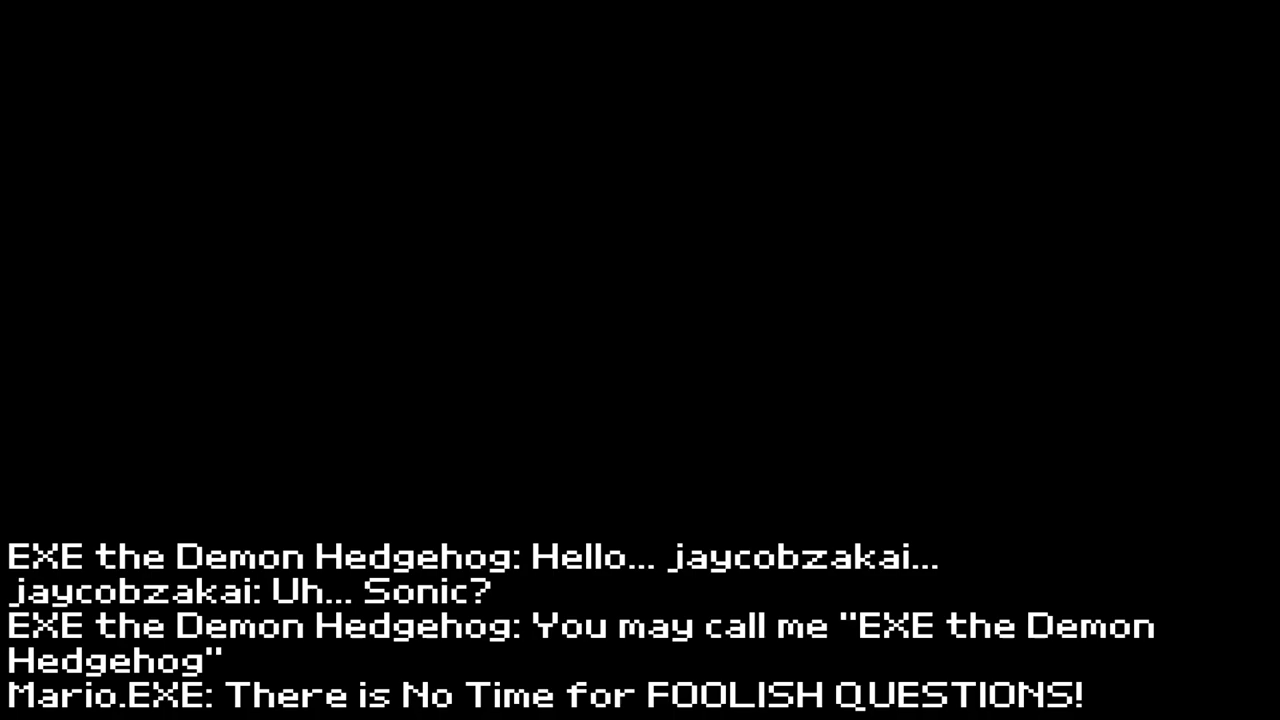 EXE the Demon Hedgehog: Hello... jaycobzakai...
jaycobzakai: Uh... Sonic?
EXE the Demon Hedgehog: You may call me "EXE the Demon
Hedgehog"
Mario.EXE: There is No Time for FOOLISH QUESTIONS!